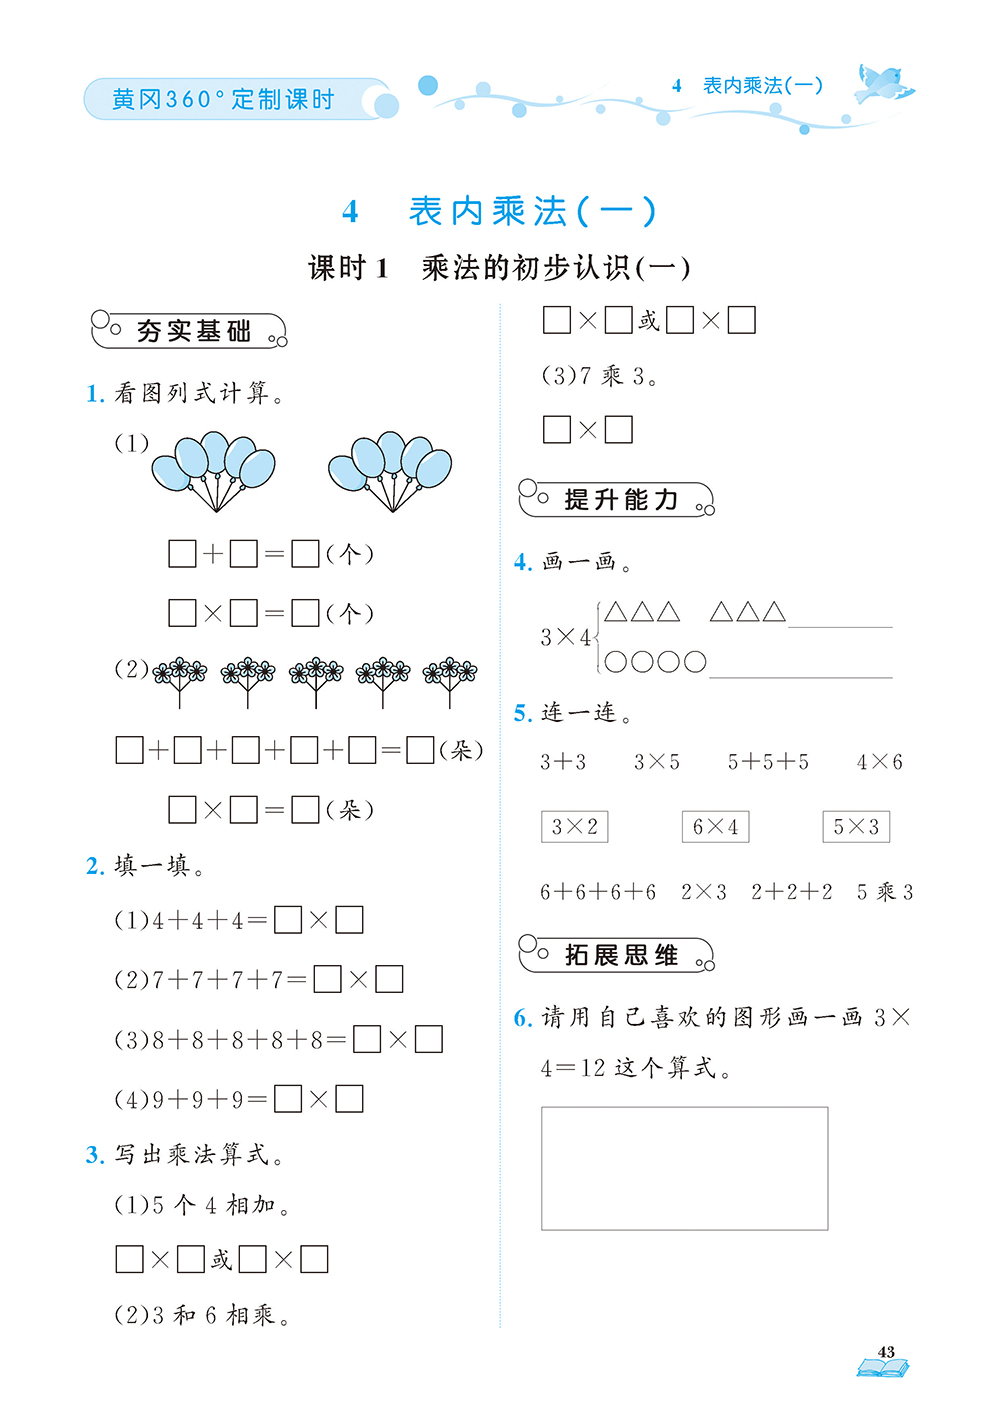 黄冈360°定制课时
4 表内乘法(一)
4 表内乘法(一)
课时1 乘法的初步认识(一)
夯实基础
1. 看图列式计算。
(1)
□+□=□(个)
□×□=□(个)
(2)
□+□+□+□+□=□(朵)
□×□=□(朵)
2. 填一填。
(1)4+4+4=□×□
(2)7+7+7+7=□×□
(3)8+8+8+8+8=□×□
(4)9+9+9=□×□
3. 写出乘法算式。
(1)5个4相加。
□×□或□×□
(2)3和6相乘。
□×□或□×□
(3)7乘3。
□×□
提升能力
4. 画一画。
3×4{△△△ △△△________
○○○○________
5. 连一连。
3+3 3×5 5+5+5 4×6
3×2 6×4 5×3
6+6+6+6 2×3 2+2+2 5乘3
拓展思维
6. 请用自己喜欢的图形画一画3×
4=12这个算式。
43